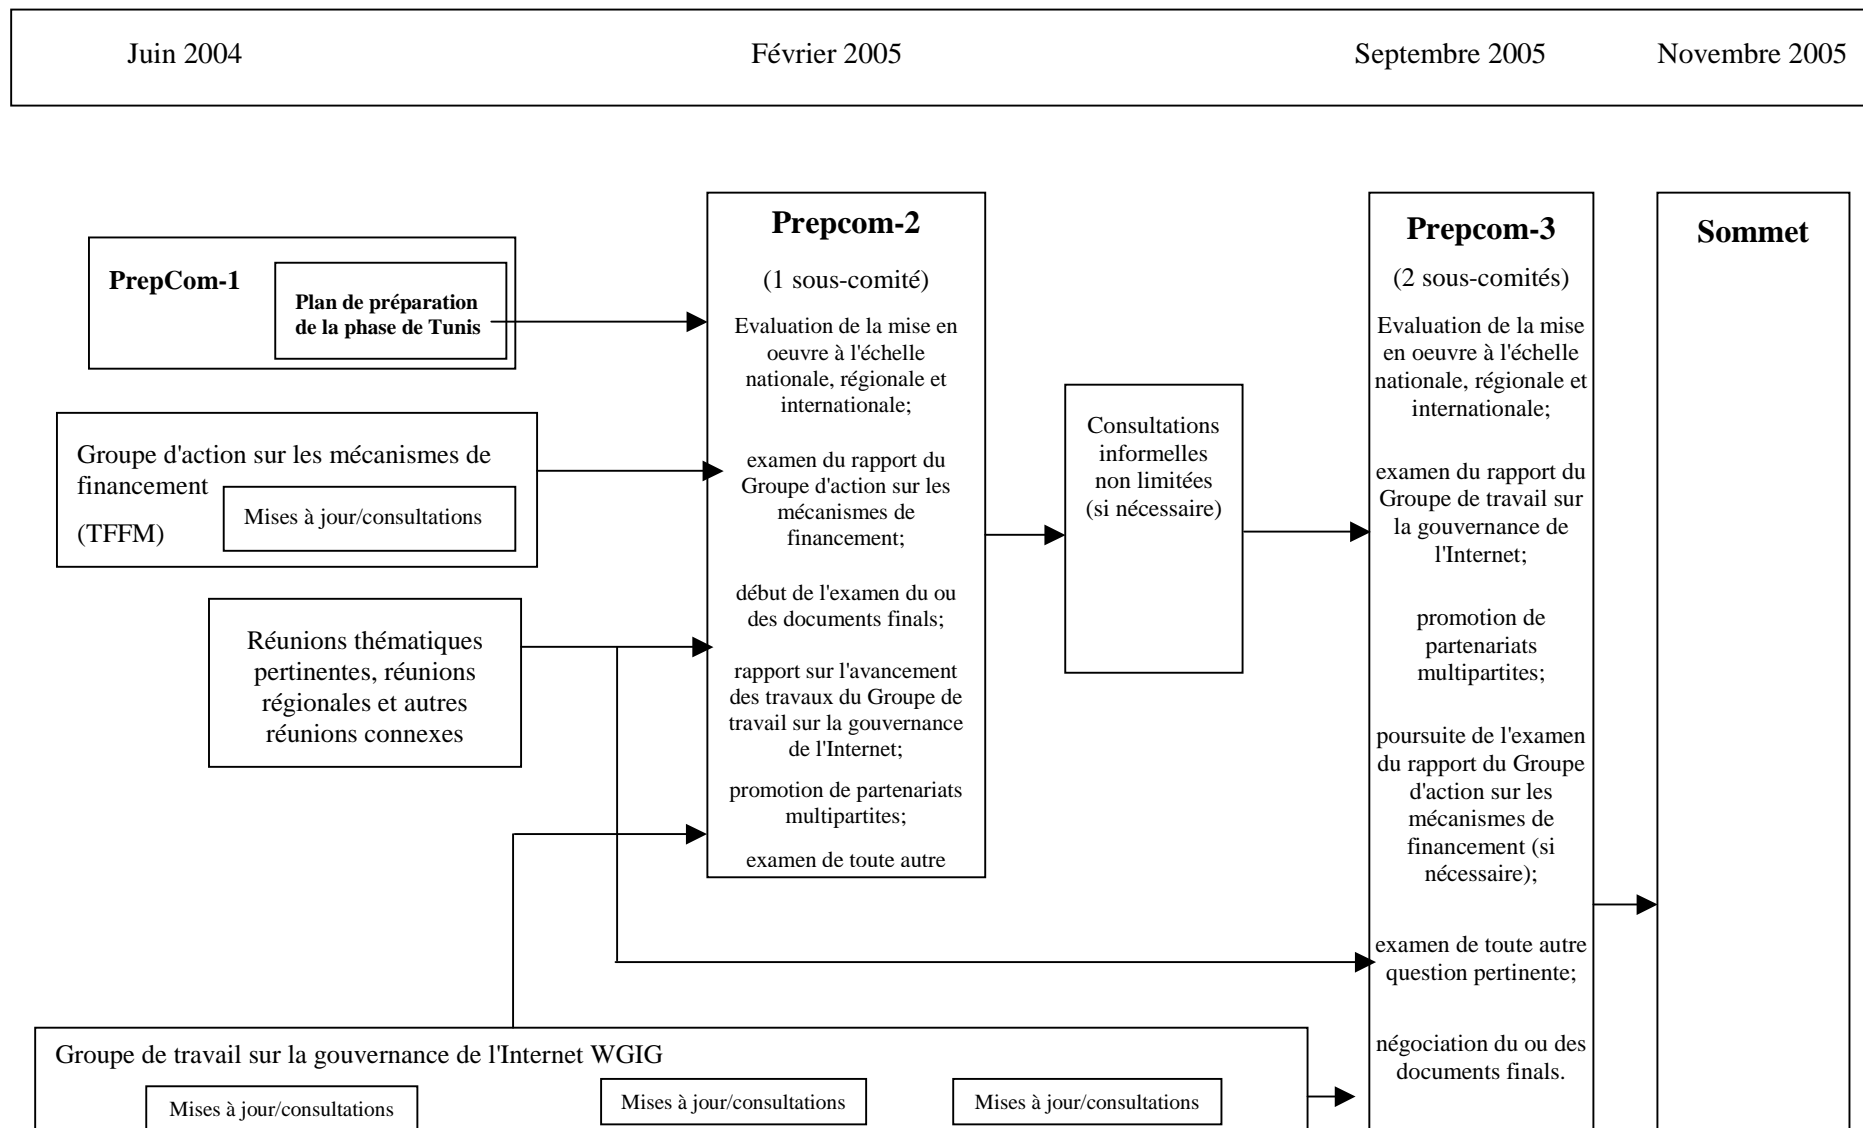 Juin 2004
Février 2005
Septembre 2005
Novembre 2005
PrepCom-1
Plan de préparation
de la phase de Tunis
Groupe d'action sur les mécanismes de
financement
(TFFM)
Mises à jour/consultations
Réunions thématiques
pertinentes, réunions
régionales et autres
réunions connexes
Prepcom-2
(1 sous-comité)
Evaluation de la mise en
oeuvre à l'échelle
nationale, régionale et
internationale;
examen du rapport du
Groupe d'action sur les
mécanismes de
financement;
début de l'examen du ou
des documents finals;
rapport sur l'avancement
des travaux du Groupe de
travail sur la gouvernance
de l'Internet;
promotion de partenariats
multipartites;
examen de toute autre
Consultations
informelles
non limitées
(si nécessaire)
Prepcom-3
(2 sous-comités)
Evaluation de la mise
en oeuvre à l'échelle
nationale, régionale et
internationale;
examen du rapport du
Groupe de travail sur
la gouvernance de
l'Internet;
promotion de
partenariats
multipartites;
poursuite de l'examen
du rapport du Groupe
d'action sur les
mécanismes de
financement (si
nécessaire);
examen de toute autre
question pertinente;
négociation du ou des
documents finals.
Sommet
Groupe de travail sur la gouvernance de l'Internet WGIG
Mises à jour/consultations
Mises à jour/consultations
Mises à jour/consultations